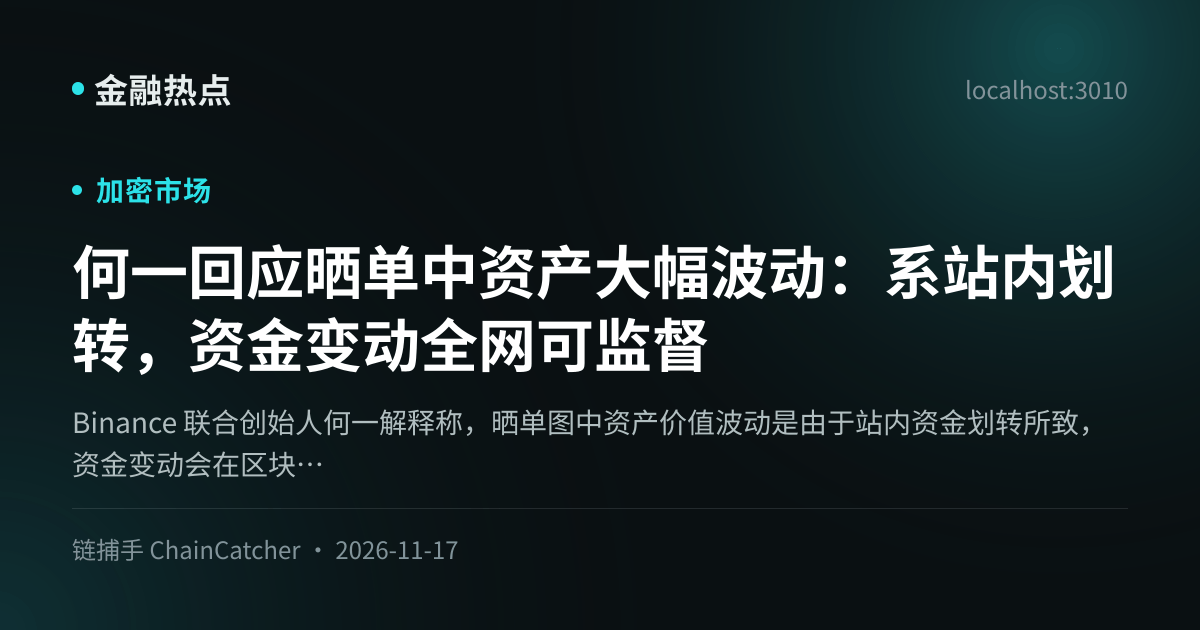 金融热点
localhost:3010
加密市场
何一回应晒单中资产大幅波动：系站内划
转，资金变动全网可监督
Binance 联合创始人何一解释称，晒单图中资产价值波动是由于站内资金划转所致，
资金变动会在区块…
链捕手 ChainCatcher · 2026-11-17